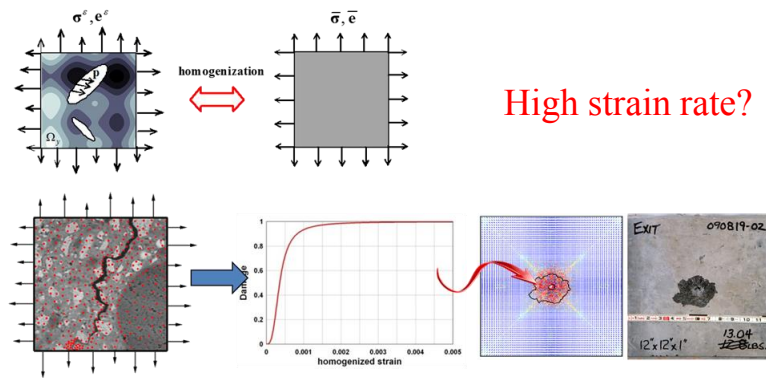 σ^ε, e^ε
σ̄, ē
homogenization
High strain rate?
p
Ω_y
Damage
1
0.8
0.6
0.4
0.2
0
0 0.001 0.002 0.003 0.004 0.005
homogenized strain
EXIT 090819-02
13.04
12"x12"x1" LBS.